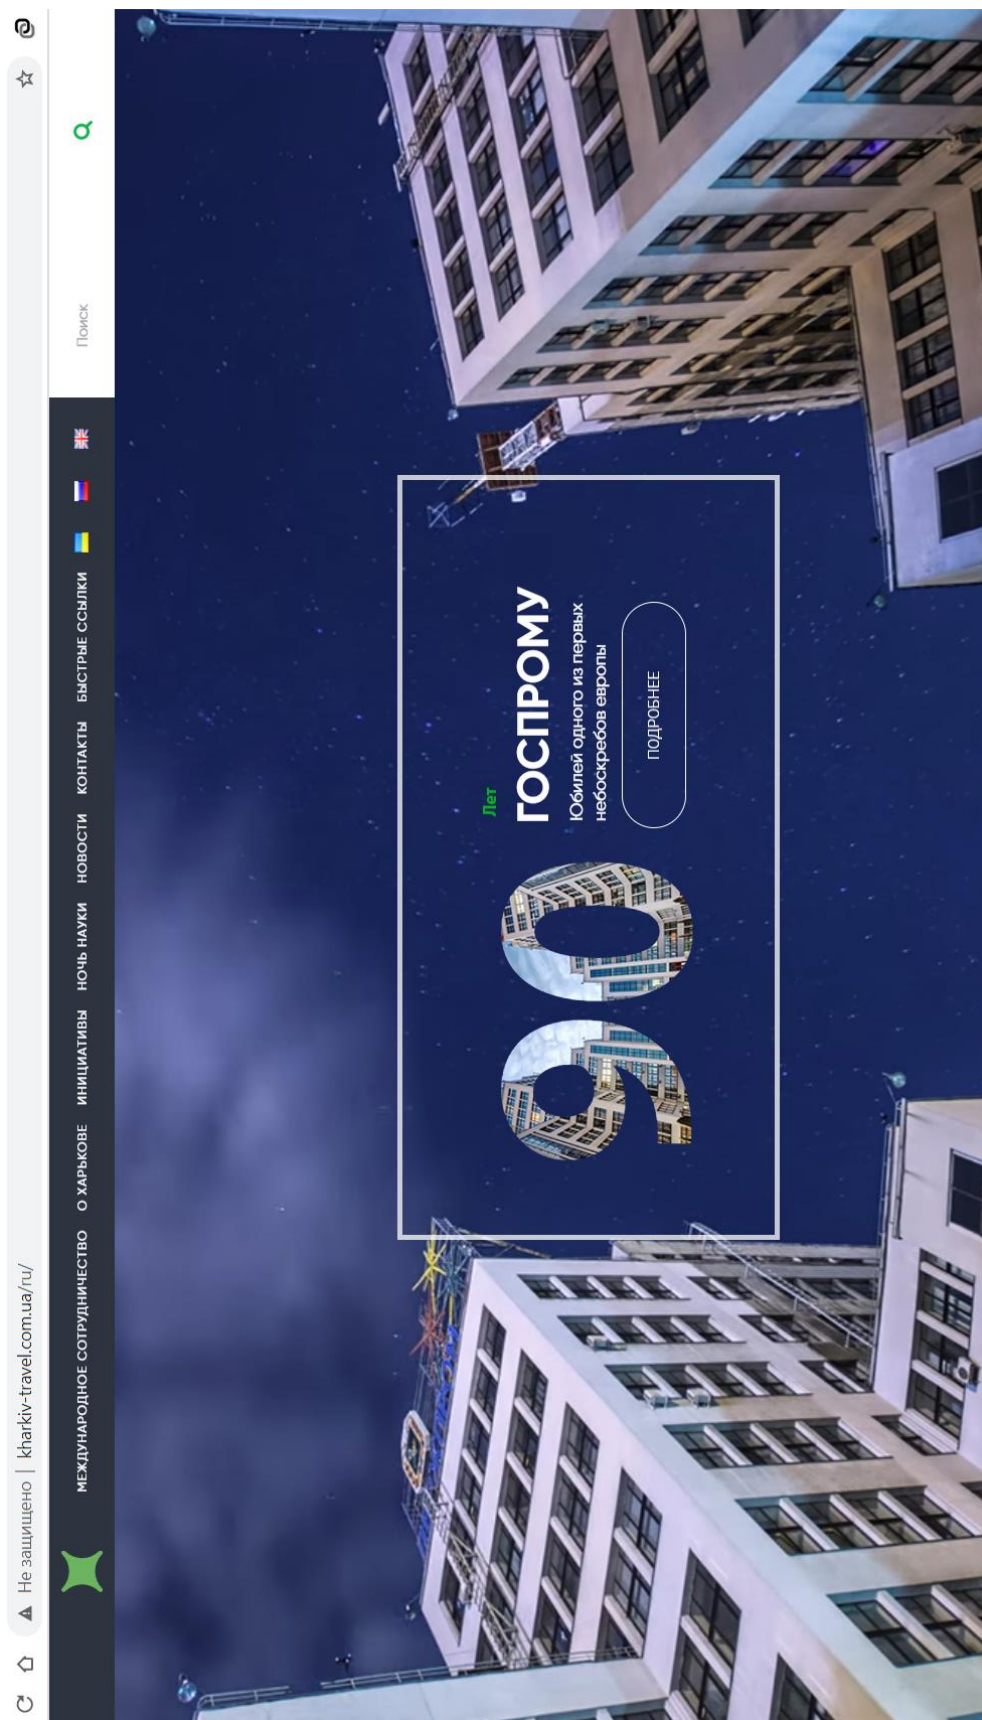 Не защищено | kharkiv-travel.com.ua/ru/
МЕЖДУНАРОДНОЕ СОТРУДНИЧЕСТВО О ХАРЬКОВЕ ИНИЦИАТИВЫ НОЧЬ НАУКИ НОВОСТИ КОНТАКТЫ БЫСТРЫЕ ССЫЛКИ Поиск
Лет
90 ГОСПРОМУ
Юбилей одного из первых
небоскребов европы
ПОДРОБНЕЕ